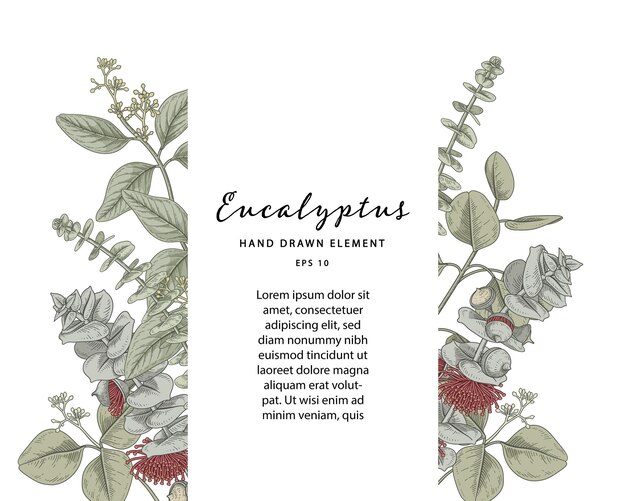 Eucalyptus
HAND DRAWN ELEMENT
EPS 10
Lorem ipsum dolor sit
amet, consectetuer
adipiscing elit, sed
diam nonummy nibh
euismod tincidunt ut
laoreet dolore magna
aliquam erat volut-
pat. Ut wisi enim ad
minim veniam, quis